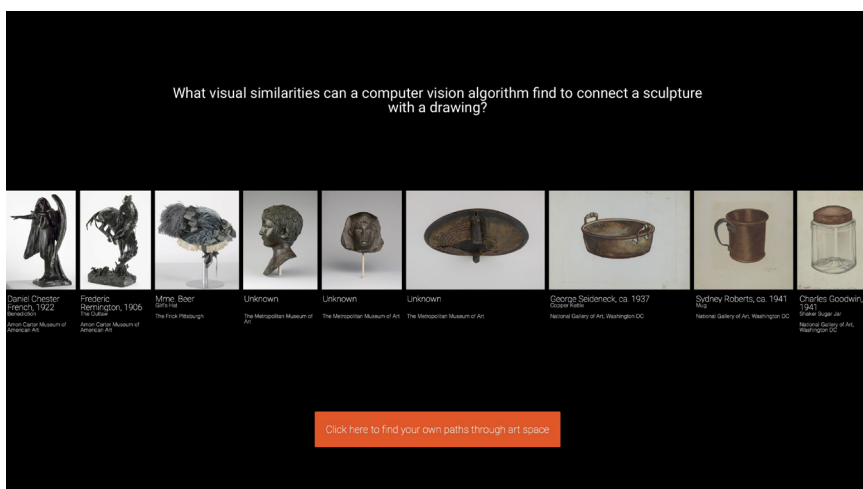 What visual similarities can a computer vision algorithm find to connect a sculpture
with a drawing?
Daniel Chester
French, 1922
Benediction
Amon Carter Museum of
American Art
Frederic
Remington, 1906
The Outlaw
Amon Carter Museum of
American Art
Mme. Beer
Girl's Hat
The Frick Pittsburgh
Unknown
The Metropolitan Museum of
Art
Unknown
The Metropolitan Museum of Art
Unknown
The Metropolitan Museum of Art
George Seideneck, ca. 1937
Copper Kettle
National Gallery of Art, Washington DC
Sydney Roberts, ca. 1941
Mug
National Gallery of Art, Washington DC
Charles Goodwin,
1941
Shaker Sugar Jar
National Gallery of Art,
Washington DC
Click here to find your own paths through art space